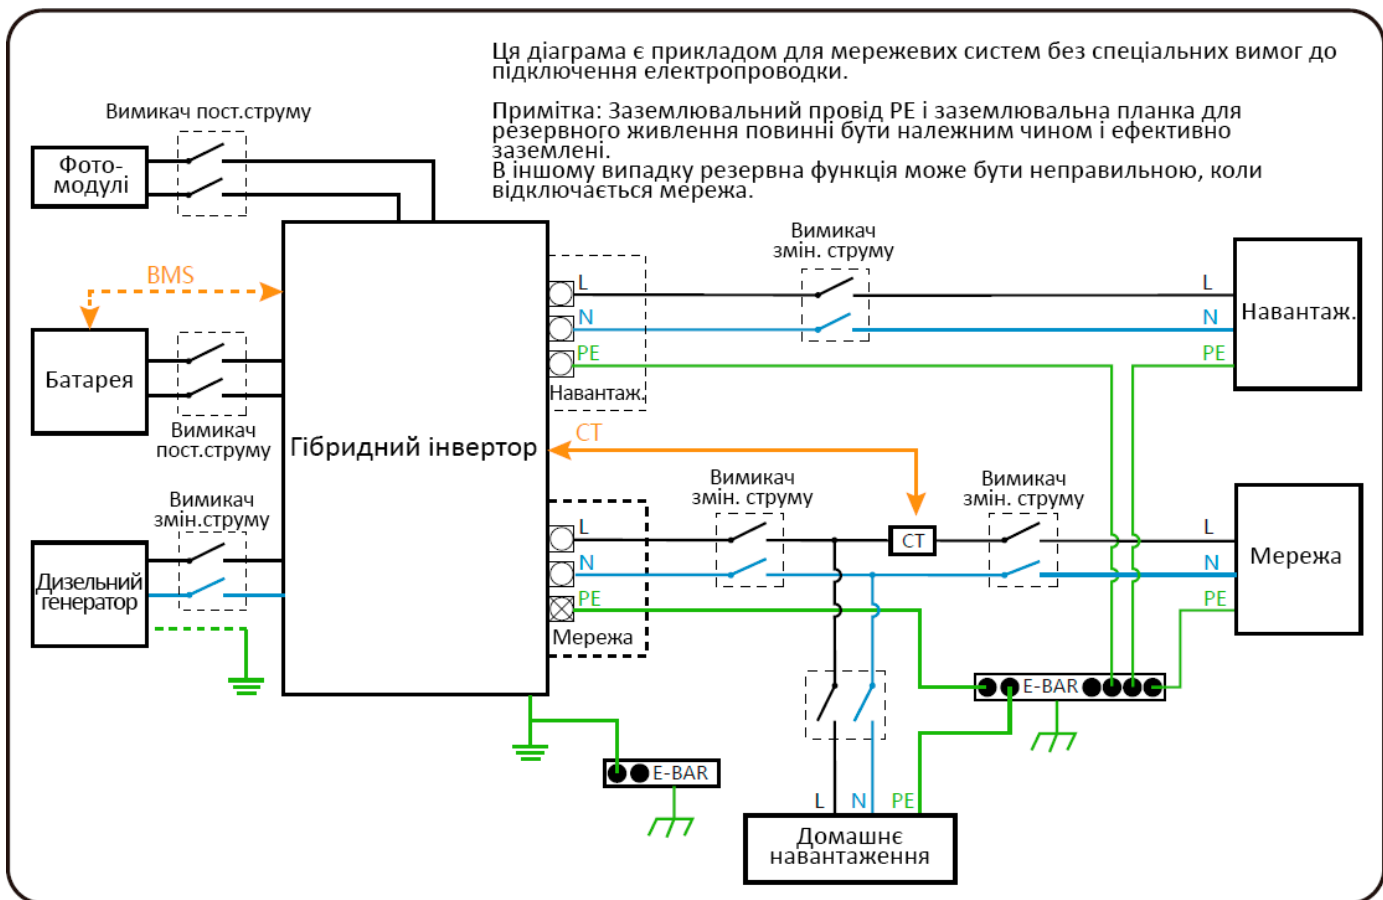 Ця діаграма є прикладом для мережевих систем без спеціальних вимог до
підключення електропроводки.
Примітка: Заземлювальний провід PE і заземлювальна планка для
резервного живлення повинні бути належним чином і ефективно
заземлені.
В іншому випадку резервна функція може бути неправильною, коли
відключається мережа.
Вимикач пост.струму
Фото-
модулі
Вимикач
змін. струму
BMS
L
N
PE
Навантаж.
L
N
PE
Навантаж.
Батарея
Вимикач
пост.струму
Гібридний інвертор
CT
Вимикач
змін. струму
Вимикач
змін. струму
Вимикач
змін.струму
L
N
PE
Мережа
CT
L
N
PE
Мережа
Дизельний
генератор
E-BAR
E-BAR
L
N
PE
Домашнє
навантаження